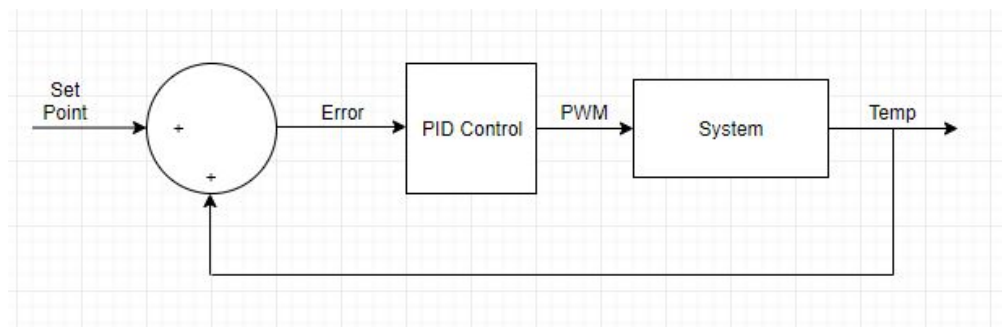 Set
Point
+
+
Error
PID Control
PWM
System
Temp